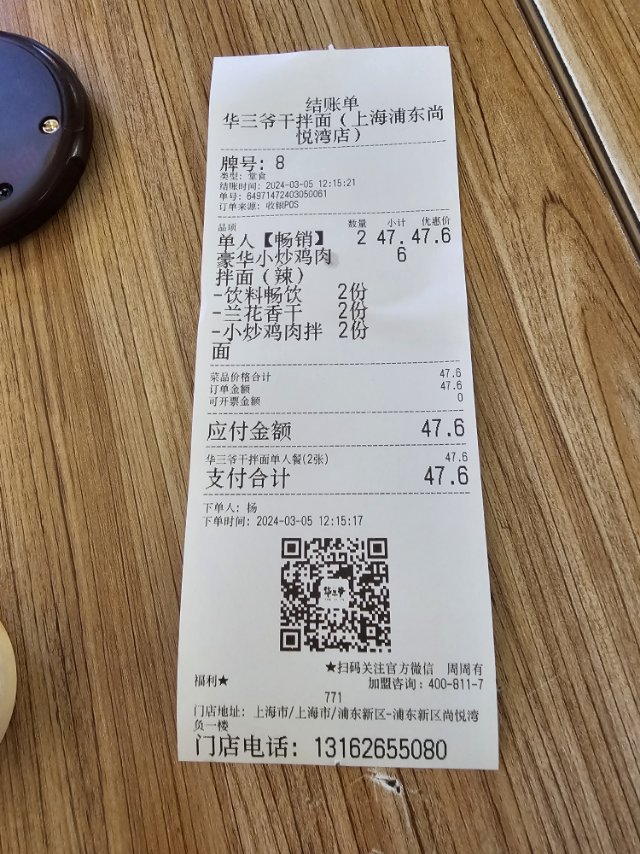 结账单
华三爷干拌面（上海浦东尚
悦湾店）
牌号: 8
类型: 堂食
结账时间: 2024-03-05 12:15:21
单号: 64971472403050061
订单来源: 收银POS
品项 数量 小计 优惠价
单人【畅销】 2 47. 47.6
豪华小炒鸡肉 6
拌面（辣）
-饮料畅饮 2份
-兰花香干 2份
-小炒鸡肉拌 2份
面
菜品价格合计 47.6
订单金额 47.6
可开票金额 0
应付金额 47.6
华三爷干拌面单人餐(2张) 47.6
支付合计 47.6
下单人: 杨
下单时间: 2024-03-05 12:15:17
华三爷
★扫码关注官方微信 周周有
福利★ 加盟咨询: 400-811-7
771
门店地址: 上海市/上海市/浦东新区-浦东新区尚悦湾
负一楼
门店电话: 13162655080